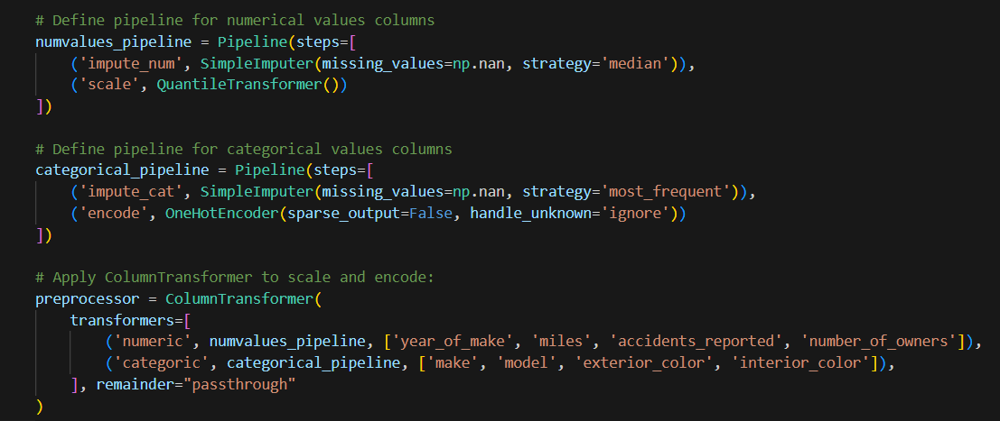 # Define pipeline for numerical values columns
numvalues_pipeline = Pipeline(steps=[
    ('impute_num', SimpleImputer(missing_values=np.nan, strategy='median')),
    ('scale', QuantileTransformer())
])
# Define pipeline for categorical values columns
categorical_pipeline = Pipeline(steps=[
    ('impute_cat', SimpleImputer(missing_values=np.nan, strategy='most_frequent')),
    ('encode', OneHotEncoder(sparse_output=False, handle_unknown='ignore'))
])
# Apply ColumnTransformer to scale and encode:
preprocessor = ColumnTransformer(
    transformers=[
        ('numeric', numvalues_pipeline, ['year_of_make', 'miles', 'accidents_reported', 'number_of_owners']),
        ('categoric', categorical_pipeline, ['make', 'model', 'exterior_color', 'interior_color']),
    ], remainder="passthrough"
)